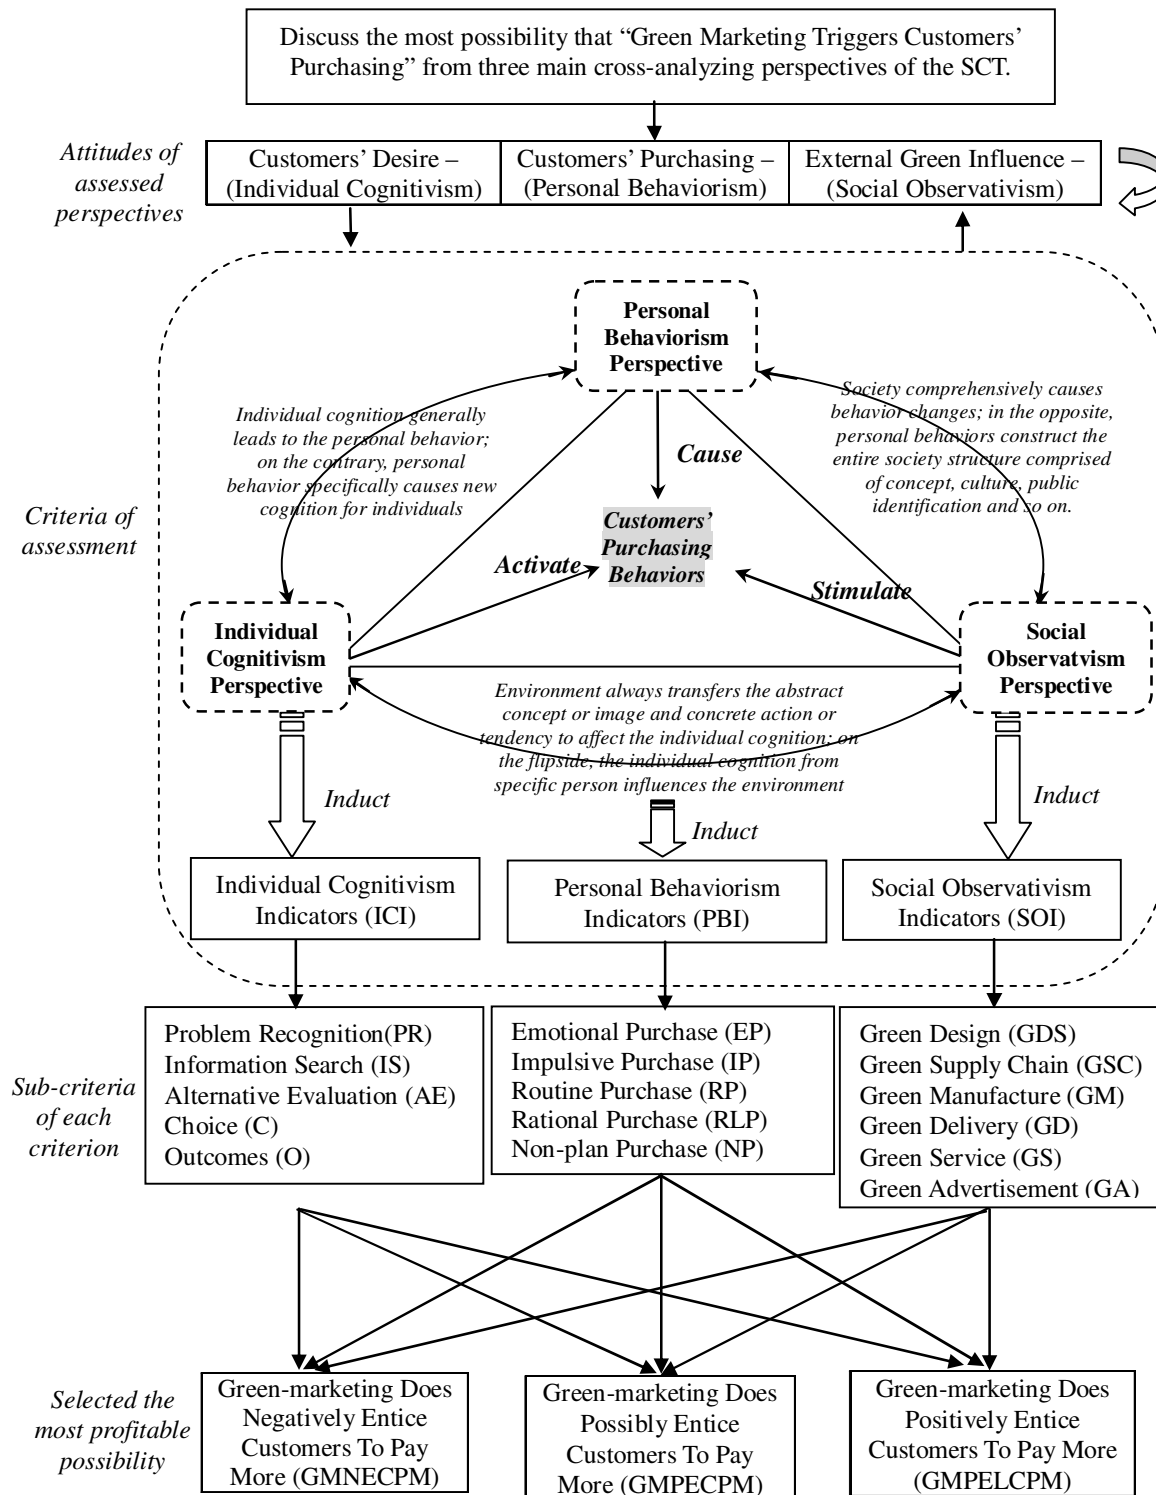 Discuss the most possibility that “Green Marketing Triggers Customers’
Purchasing” from three main cross-analyzing perspectives of the SCT.
Attitudes of
assessed
perspectives
Customers’ Desire –
(Individual Cognitivism)
Customers’ Purchasing –
(Personal Behaviorism)
External Green Influence –
(Social Observativism)
Personal
Behaviorism
Perspective
Individual cognition generally
leads to the personal behavior;
on the contrary, personal
behavior specifically causes new
cognition for individuals
Society comprehensively causes
behavior changes; in the opposite,
personal behaviors construct the
entire society structure comprised
of concept, culture, public
identification and so on.
Cause
Criteria of
assessment
Customers’
Purchasing
Behaviors
Activate
Stimulate
Individual
Cognitivism
Perspective
Social
Observatvism
Perspective
Environment always transfers the abstract
concept or image and concrete action or
tendency to affect the individual cognition; on
the flipside, the individual cognition from
specific person influences the environment
Induct
Induct
Induct
Individual Cognitivism
Indicators (ICI)
Personal Behaviorism
Indicators (PBI)
Social Observativism
Indicators (SOI)
Sub-criteria
of each
criterion
Problem Recognition(PR)
Information Search (IS)
Alternative Evaluation (AE)
Choice (C)
Outcomes (O)
Emotional Purchase (EP)
Impulsive Purchase (IP)
Routine Purchase (RP)
Rational Purchase (RLP)
Non-plan Purchase (NP)
Green Design (GDS)
Green Supply Chain (GSC)
Green Manufacture (GM)
Green Delivery (GD)
Green Service (GS)
Green Advertisement (GA)
Selected the
most profitable
possibility
Green-marketing Does
Negatively Entice
Customers To Pay
More (GMNECPM)
Green-marketing Does
Possibly Entice
Customers To Pay
More (GMPECPM)
Green-marketing Does
Positively Entice
Customers To Pay More
(GMPELCPM)